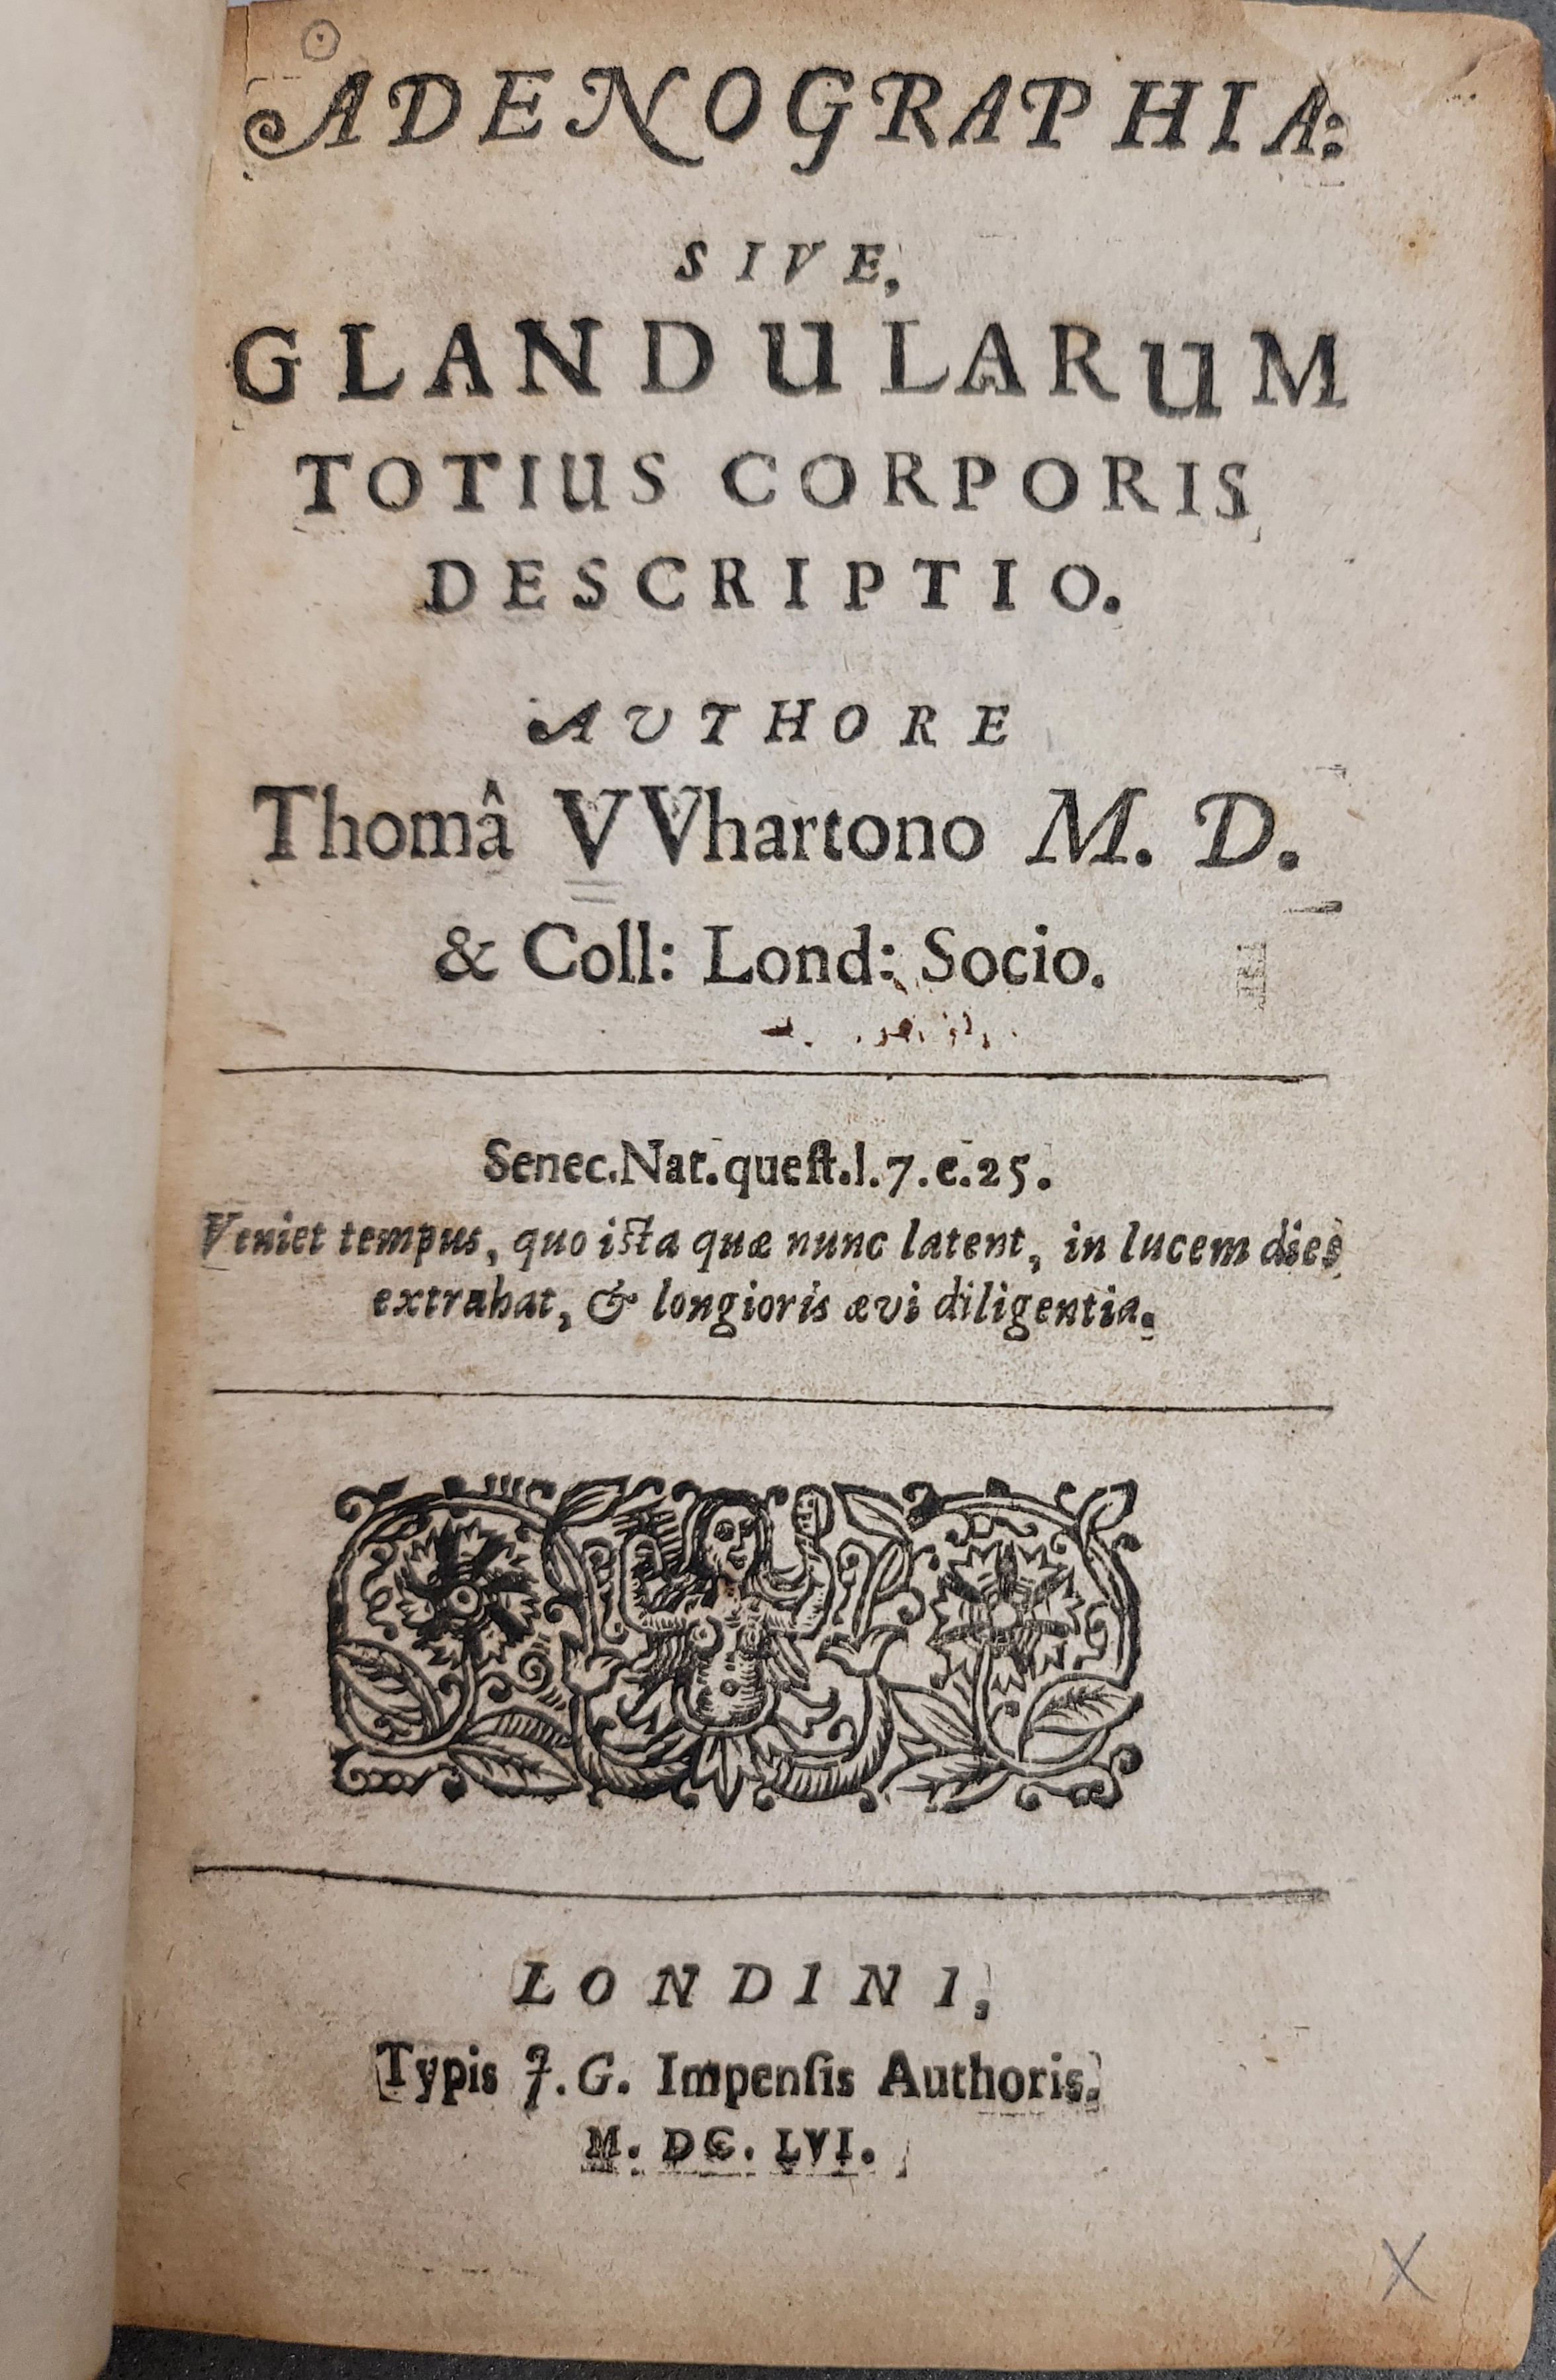 ADENOGRAPHIA:
SIVE,
GLANDULARUM
TOTIUS CORPORIS
DESCRIPTIO.
AUTHORE
Thomâ VVhartono M. D.
& Coll: Lond: Socio.
Senec.Nat.quest.l.7.c.25.
Veniet tempus, quo ista quæ nunc latent, in lucem dies
extrahat, & longioris ævi diligentia.
LONDINI,
Typis J.G. Impensis Authoris.
M. DC. LVI.
X